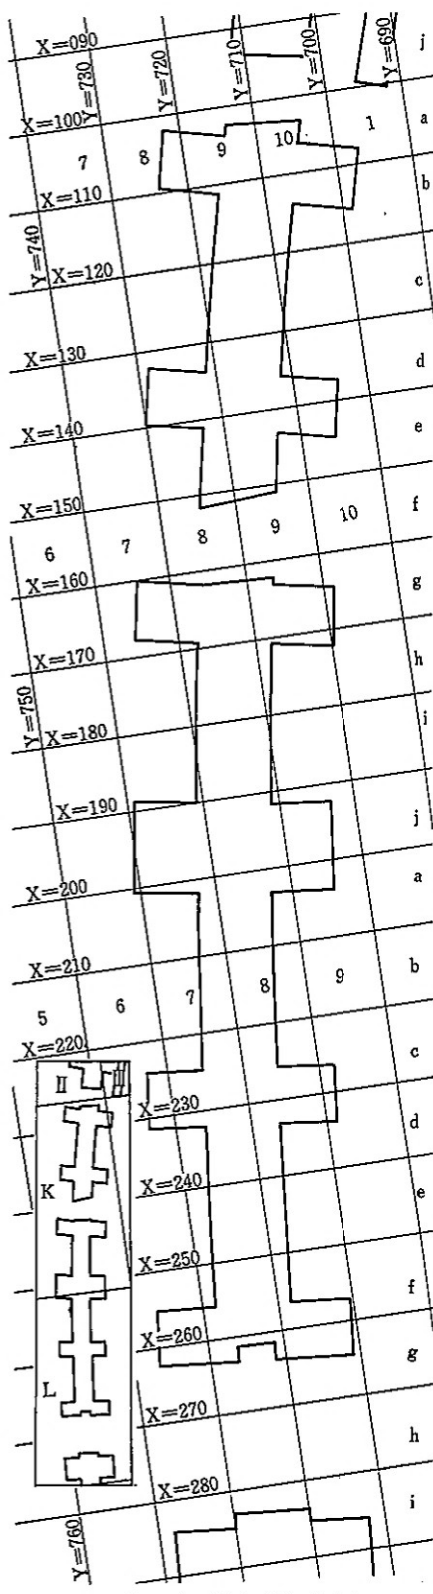 X=090
j
Y=730
Y=720
Y=710
Y=700
Y=690
X=100
7
8
9
10
1
a
X=110
b
Y=740
X=120
c
X=130
d
X=140
e
X=150
f
6
7
8
9
10
X=160
g
X=170
h
Y=750
X=180
i
X=190
j
X=200
a
X=210
b
5
6
7
8
9
X=220
c
II
III
X=230
d
K
X=240
e
X=250
f
X=260
g
L
X=270
h
X=280
i
Y=760